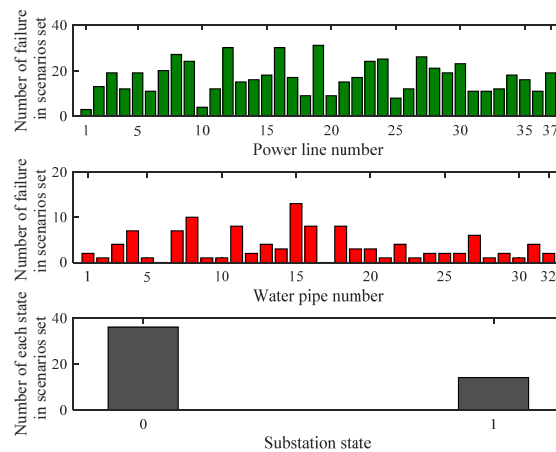 Number of failure
in scenarios set
40
20
0
1 5 10 15 20 25 30 35 37
Power line number
Number of failure
in scenarios set
20
10
0
1 5 10 15 20 25 30 32
Water pipe number
Number of each state
in scenarios set
40
20
0
0 1
Substation state